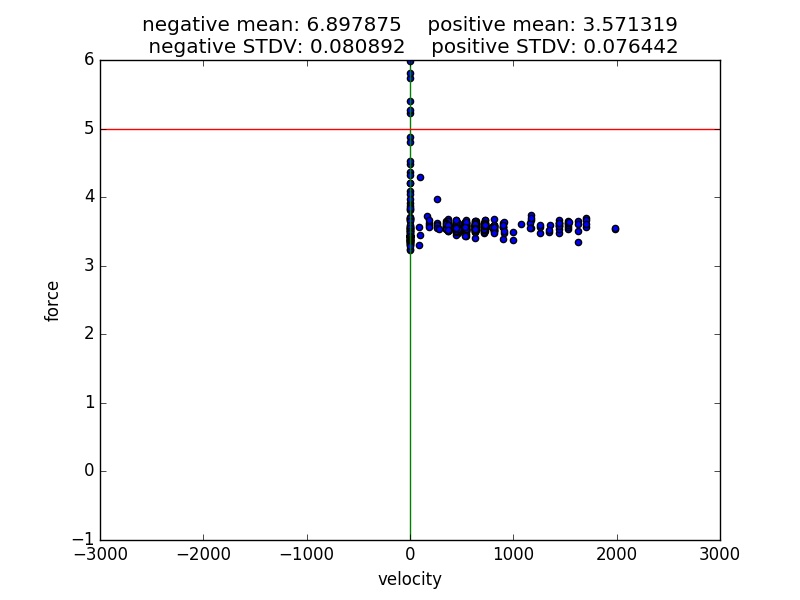 negative mean: 6.897875 positive mean: 3.571319
negative STDV: 0.080892 positive STDV: 0.076442
6
5
4
3
2
1
0
−1
force
−3000 −2000 −1000 0 1000 2000 3000
velocity